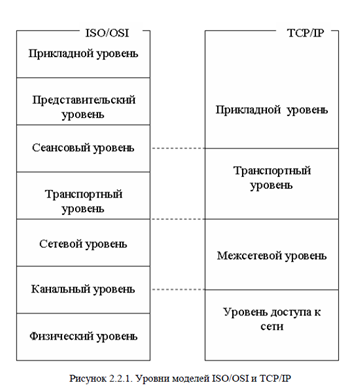 ISO/OSI
Прикладной уровень
Представительский
уровень
Сеансовый уровень
Транспортный
уровень
Сетевой уровень
Канальный уровень
Физический уровень
TCP/IP
Прикладной уровень
Транспортный
уровень
Межсетевой уровень
Уровень доступа к
сети
Рисунок 2.2.1. Уровни моделей ISO/OSI и TCP/IP